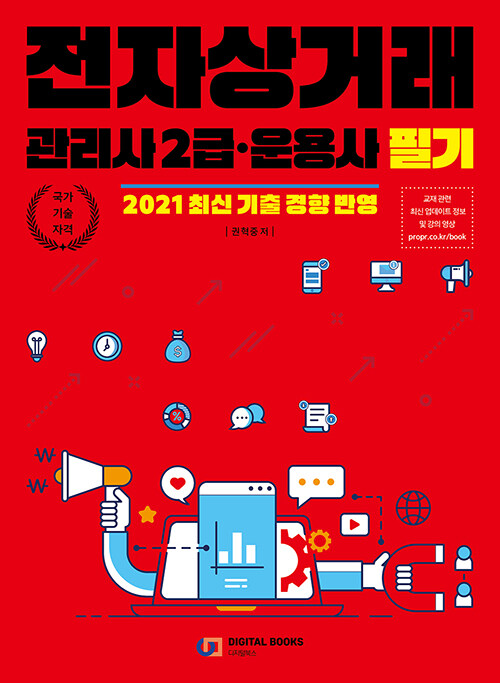 전자상거래
관리사 2급·운용사 필기
국가
기술
자격
2021 최신 기출 경향 반영
| 권혁중 저 |
교재 관련
최신 업데이트 정보
및 강의 영상
propr.co.kr/book
$
%
₩
₩
DIGITAL BOOKS
디지털북스